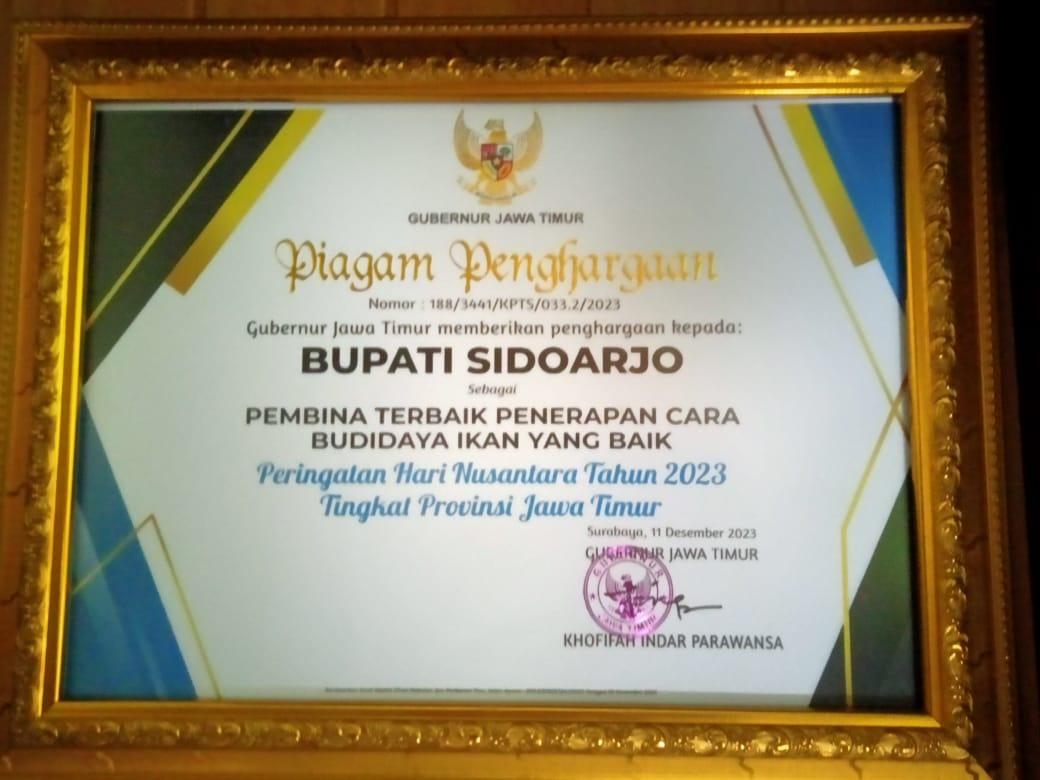 GUBERNUR JAWA TIMUR
Piagam Penghargaan
Nomor : 188/3441/KPTS/033.2/2023
Gubernur Jawa Timur memberikan penghargaan kepada:
BUPATI SIDOARJO
Sebagai
PEMBINA TERBAIK PENERAPAN CARA
BUDIDAYA IKAN YANG BAIK
Peringatan Hari Nusantara Tahun 2023
Tingkat Provinsi Jawa Timur
Surabaya, 11 Desember 2023
GUBERNUR JAWA TIMUR
GUBERNUR
JAWA TIMUR
KHOFIFAH INDAR PARAWANSA